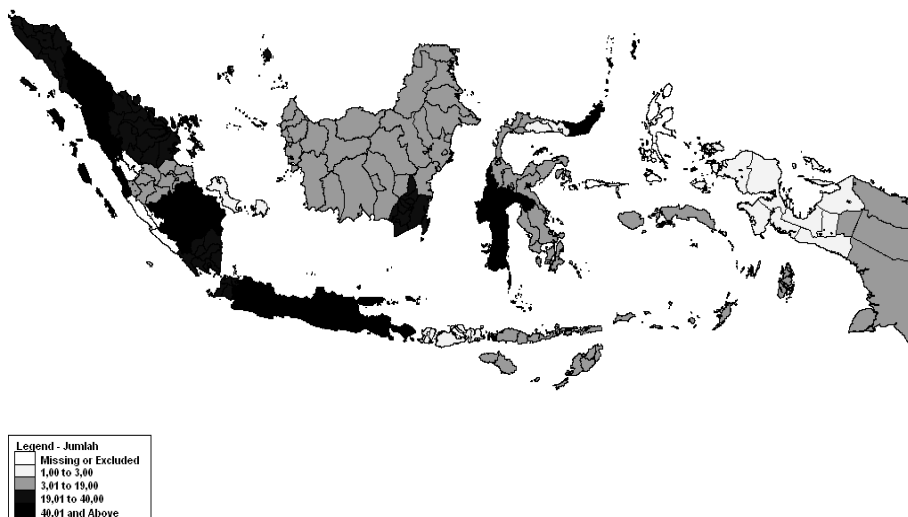 Legend - Jumlah
Missing or Excluded
1,00 to 3,00
3,01 to 19,00
19,01 to 40,00
40,01 and Above